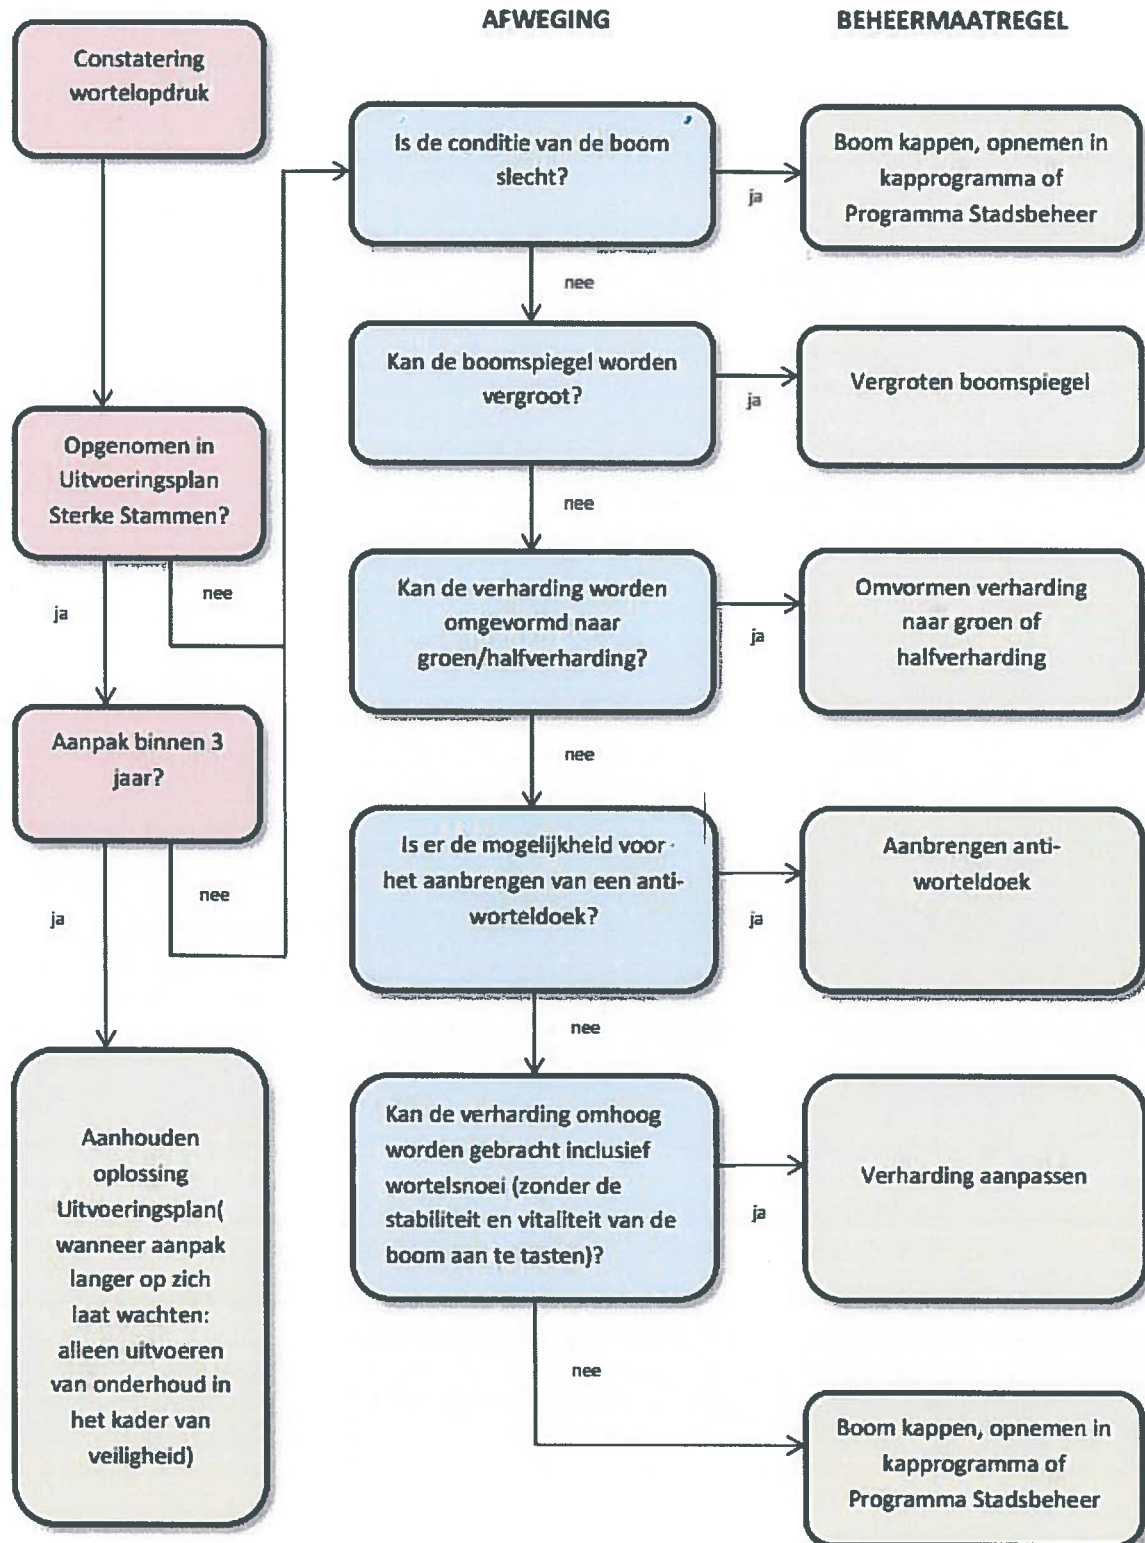 AFWEGING
BEHEERMAATREGEL
Constatering
wortelopdruk
Opgenomen in
Uitvoeringsplan
Sterke Stammen?
ja
nee
Aanpak binnen 3
jaar?
ja
nee
Aanhouden
oplossing
Uitvoeringsplan(
wanneer aanpak
langer op zich
laat wachten:
alleen uitvoeren
van onderhoud in
het kader van
veiligheid)
Is de conditie van de boom
slecht?
ja
Boom kappen, opnemen in
kapprogramma of
Programma Stadsbeheer
nee
Kan de boomspiegel worden
vergroot?
ja
Vergroten boomspiegel
nee
Kan de verharding worden
omgevormd naar
groen/halfverharding?
ja
Omvormen verharding
naar groen of
halfverharding
nee
Is er de mogelijkheid voor
het aanbrengen van een anti-
worteldoek?
ja
Aanbrengen anti-
worteldoek
nee
Kan de verharding omhoog
worden gebracht inclusief
wortelsnoei (zonder de
stabiliteit en vitaliteit van de
boom aan te tasten)?
ja
Verharding aanpassen
nee
Boom kappen, opnemen in
kapprogramma of
Programma Stadsbeheer